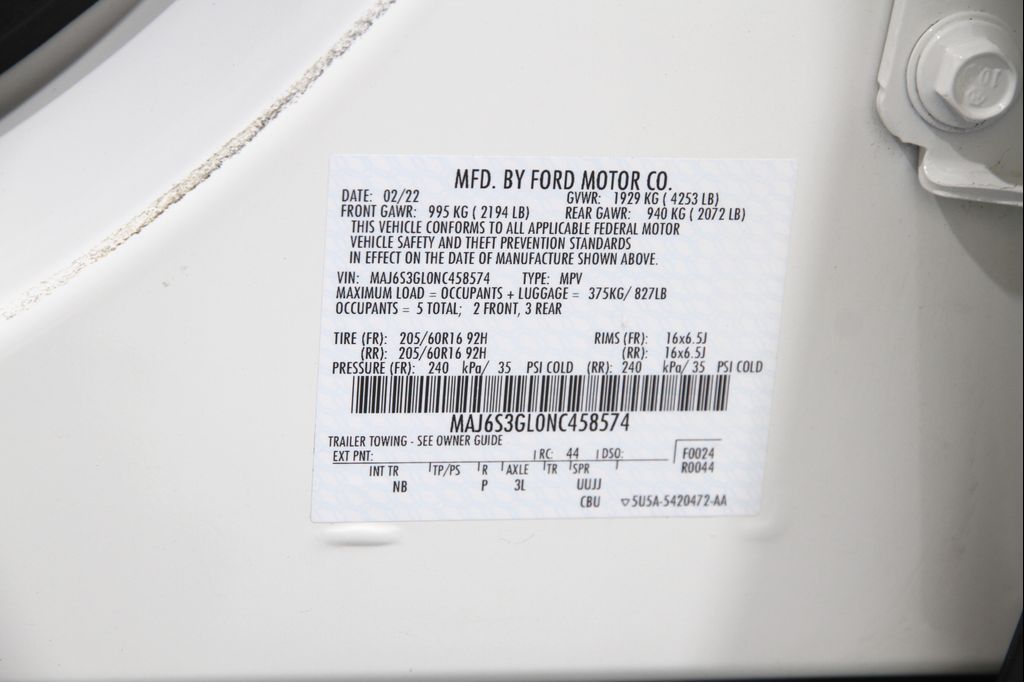 MFD. BY FORD MOTOR CO.
DATE: 02/22 GVWR: 1929 KG ( 4253 LB)
FRONT GAWR: 995 KG ( 2194 LB) REAR GAWR: 940 KG ( 2072 LB)
THIS VEHICLE CONFORMS TO ALL APPLICABLE FEDERAL MOTOR
VEHICLE SAFETY AND THEFT PREVENTION STANDARDS
IN EFFECT ON THE DATE OF MANUFACTURE SHOWN ABOVE.
VIN: MAJ6S3GL0NC458574 TYPE: MPV
MAXIMUM LOAD = OCCUPANTS + LUGGAGE = 375KG/ 827LB
OCCUPANTS = 5 TOTAL; 2 FRONT, 3 REAR
TIRE (FR): 205/60R16 92H RIMS (FR): 16x6.5J
(RR): 205/60R16 92H (RR): 16x6.5J
PRESSURE (FR): 240 kPa/ 35 PSI COLD (RR): 240 kPa/ 35 PSI COLD
MAJ6S3GL0NC458574
TRAILER TOWING - SEE OWNER GUIDE
EXT PNT: RC: 44 DSO: F0024
R0044
INT TR TP/PS R AXLE TR SPR
NB P 3L UUJJ
CBU ▽5U5A-5420472-AA